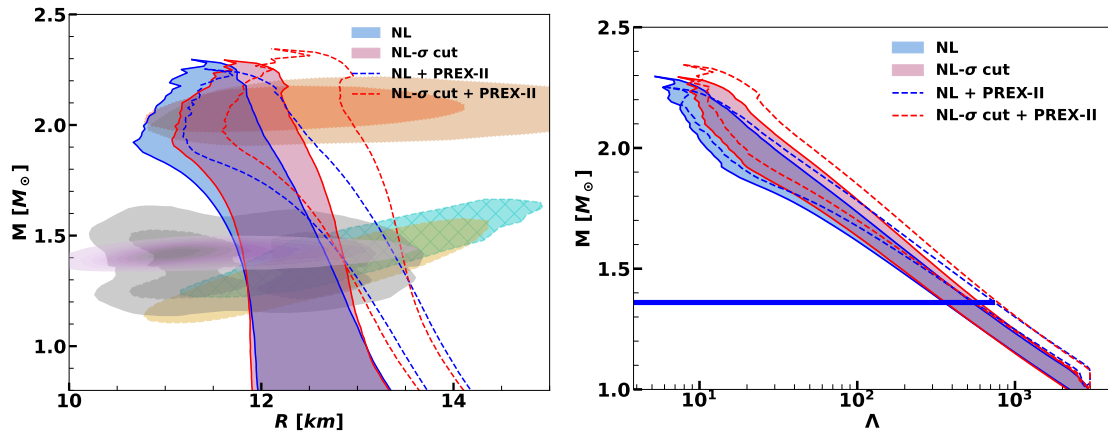 2.5
2.0
1.5
1.0
M [M⊙]
10
12
14
R [km]
NL
NL-σ cut
NL + PREX-II
NL-σ cut + PREX-II
2.5
2.0
1.5
1.0
M [M⊙]
10¹
10²
10³
Λ
NL
NL-σ cut
NL + PREX-II
NL-σ cut + PREX-II